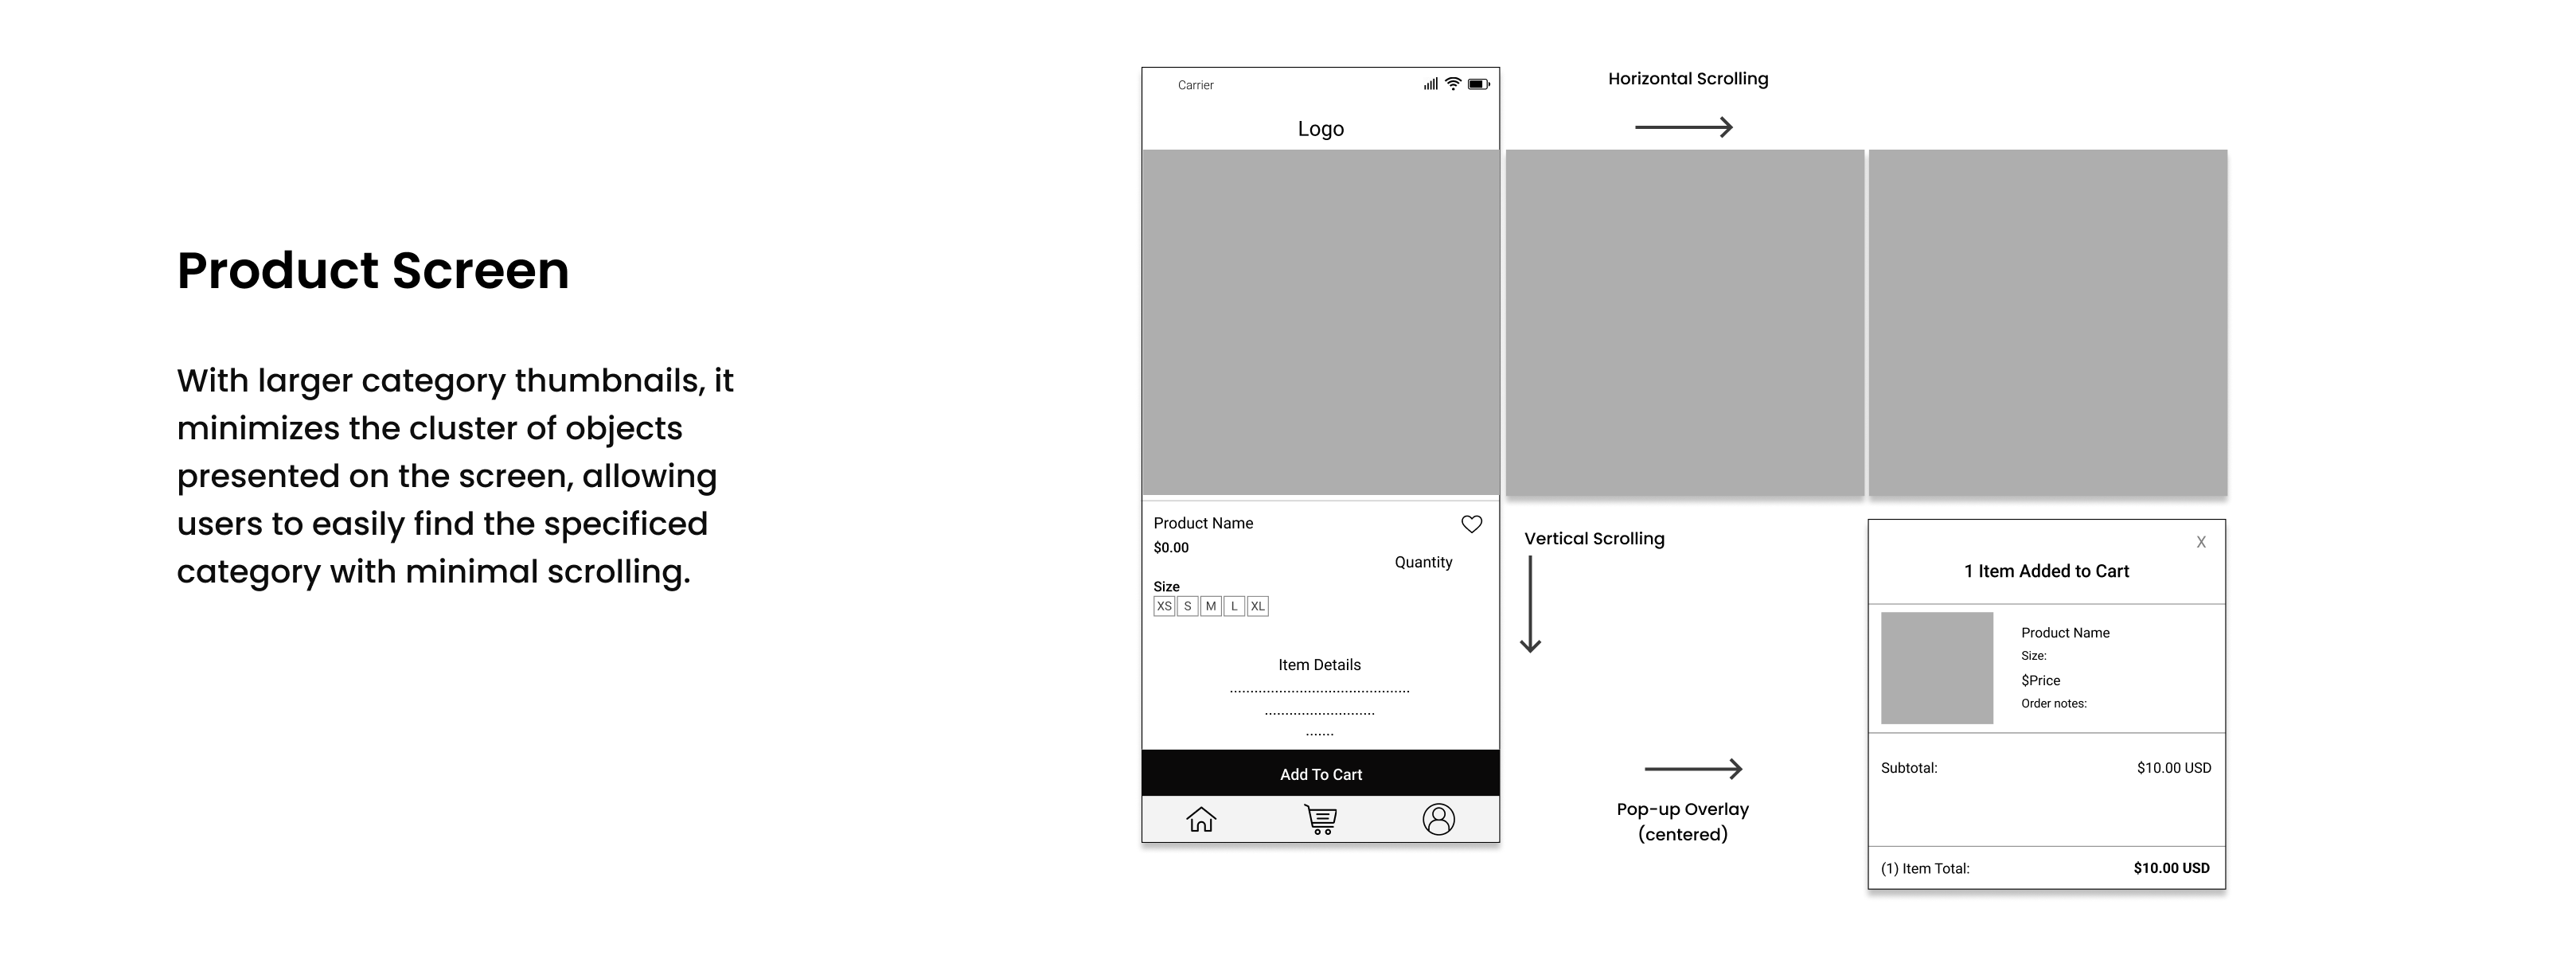 Product Screen
With larger category thumbnails, it
minimizes the cluster of objects
presented on the screen, allowing
users to easily find the specificed
category with minimal scrolling.
Carrier
Logo
Product Name
$0.00
Quantity
Size
XS S M L XL
Item Details
Add To Cart
Horizontal Scrolling
Vertical Scrolling
Pop-up Overlay
(centered)
X
1 Item Added to Cart
Product Name
Size:
$Price
Order notes:
Subtotal: $10.00 USD
(1) Item Total: $10.00 USD